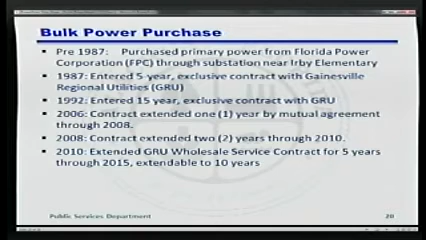 Bulk Power Purchase
Pre 1987: Purchased primary power from Florida Power
Corporation (FPC) through substation near Irby Elementary
1987: Entered 5-year, exclusive contract with Gainesville
Regional Utilities (GRU)
1992: Entered 15 year, exclusive contract with GRU
2006: Contract extended one (1) year by mutual agreement
through 2008.
2008: Contract extended two (2) years through 2010.
2010: Extended GRU Wholesale Service Contract for 5 years
through 2015, extendable to 10 years
Public Services Department
20